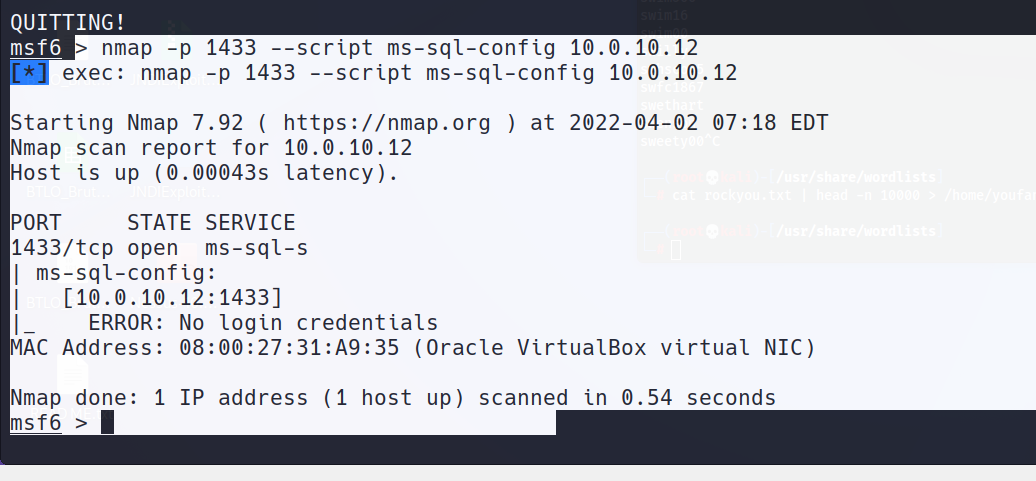 QUITTING!
msf6 > nmap -p 1433 --script ms-sql-config 10.0.10.12
[*] exec: nmap -p 1433 --script ms-sql-config 10.0.10.12
Starting Nmap 7.92 ( https://nmap.org ) at 2022-04-02 07:18 EDT
Nmap scan report for 10.0.10.12
Host is up (0.00043s latency).
PORT     STATE SERVICE
1433/tcp open  ms-sql-s
| ms-sql-config:
|   [10.0.10.12:1433]
|_    ERROR: No login credentials
MAC Address: 08:00:27:31:A9:35 (Oracle VirtualBox virtual NIC)
Nmap done: 1 IP address (1 host up) scanned in 0.54 seconds
msf6 >
swim10
swethart
sweety00^C
/usr/share/wordlists
cat rockyou.txt | head -n 10000 > /home/youfar
/usr/share/wordlists